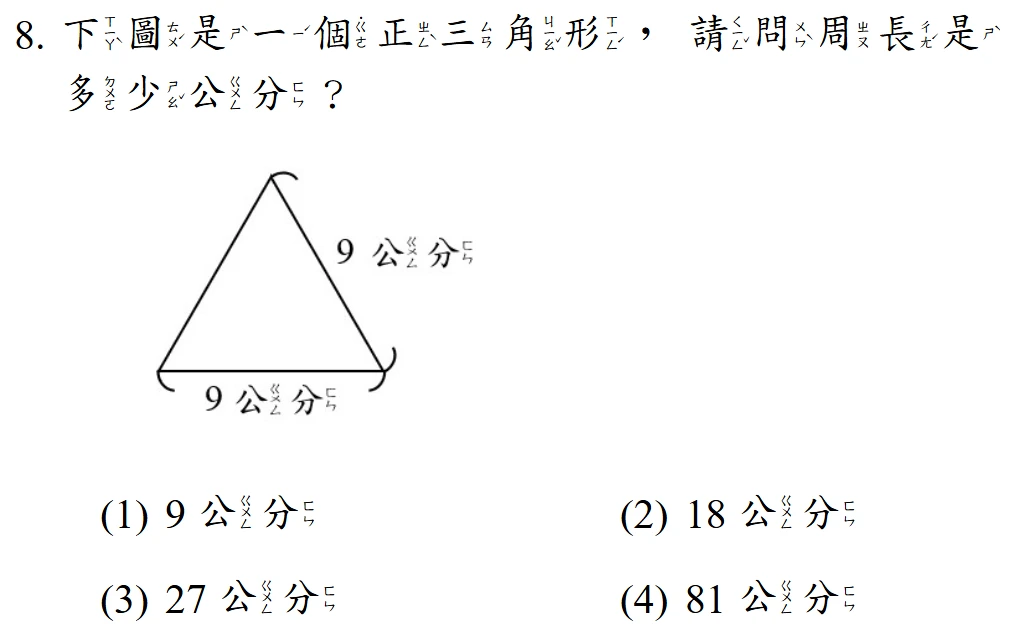 8. 下圖是一個正三角形， 請問周長是
多少公分？
9 公分
9 公分
(1) 9 公分 (2) 18 公分
(3) 27 公分 (4) 81 公分